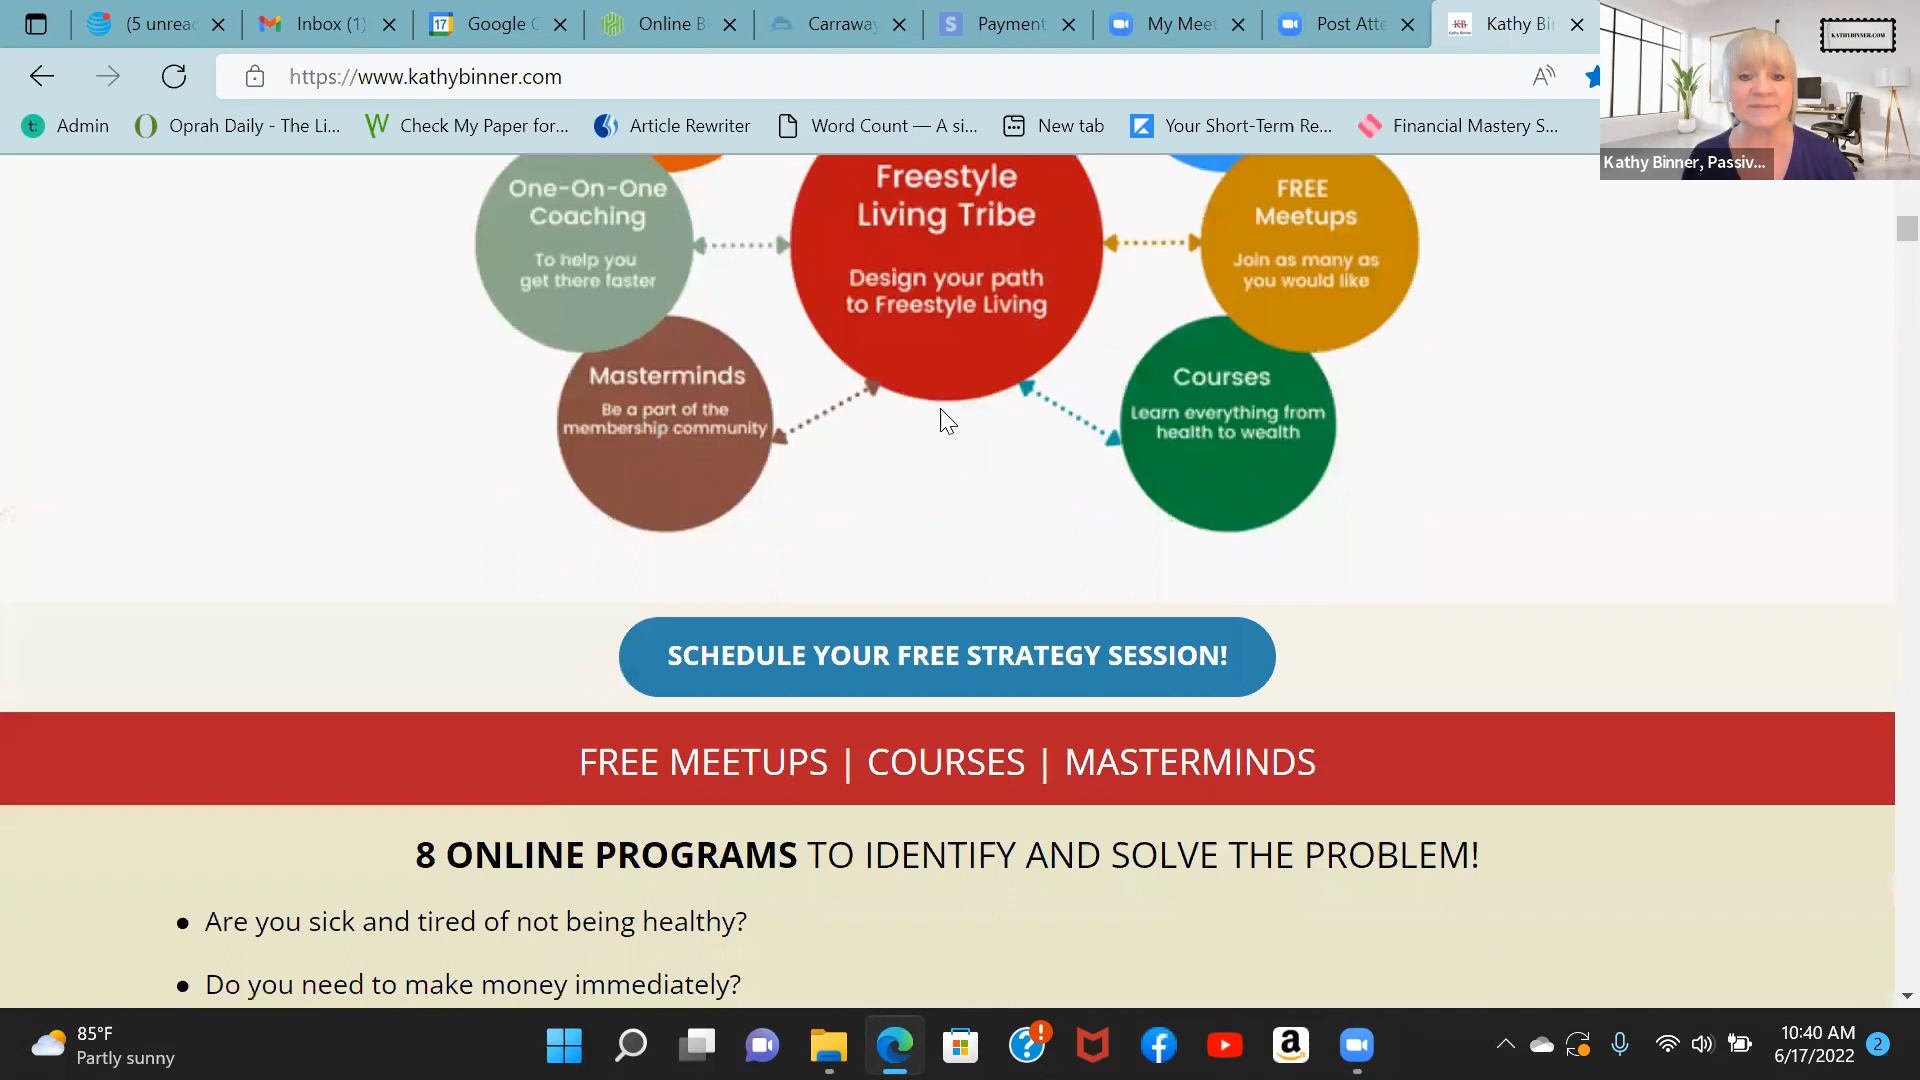 (5 unrea
Inbox (1)
17
Google C
Online B
Carraway
S
Payment
My Meet
Post Atte
KB
Kathy Bi
KATHYBINNER.COM
https://www.kathybinner.com
A
t:
Admin
Oprah Daily - The Li...
Check My Paper for...
Article Rewriter
Word Count — A si...
New tab
Your Short-Term Re...
Financial Mastery S...
Kathy Binner, Passiv...
One-On-One
Coaching
To help you
get there faster
Freestyle
Living Tribe
Design your path
to Freestyle Living
FREE
Meetups
Join as many as
you would like
Masterminds
Be a part of the
membership community
Courses
Learn everything from
health to wealth
SCHEDULE YOUR FREE STRATEGY SESSION!
FREE MEETUPS | COURSES | MASTERMINDS
8 ONLINE PROGRAMS TO IDENTIFY AND SOLVE THE PROBLEM!
• Are you sick and tired of not being healthy?
• Do you need to make money immediately?
85°F
Partly sunny
10:40 AM
6/17/2022
2